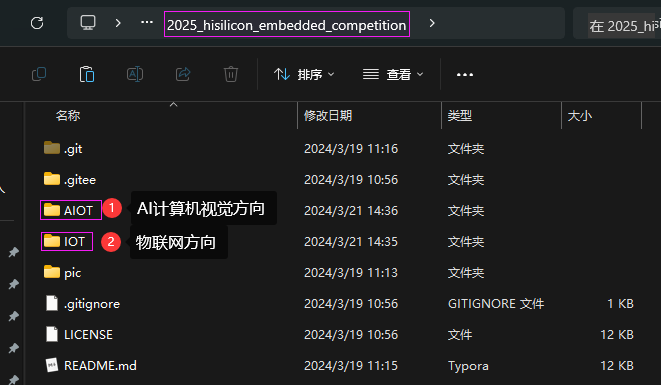 2025_hisilicon_embedded_competition
在 2025_hi
排序
查看
名称 修改日期 类型 大小
.git 2024/3/19 11:16 文件夹
.gitee 2024/3/19 10:56 文件夹
AIOT 1 AI计算机视觉方向 2024/3/21 14:36 文件夹
IOT 2 物联网方向 2024/3/21 14:35 文件夹
pic 2024/3/19 11:13 文件夹
.gitignore 2024/3/19 10:56 GITIGNORE 文件 1 KB
LICENSE 2024/3/19 10:56 文件 12 KB
README.md 2024/3/19 11:15 Typora 12 KB